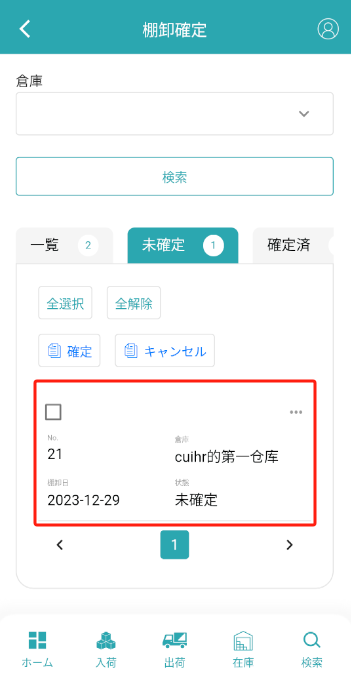 棚卸確定
倉庫
検索
一覧 2 未確定 1 確定済
全選択 全解除
確定 キャンセル
No. 倉庫
21 cuihr的第一仓库
棚卸日 状態
2023-12-29 未確定
1
ホーム 入荷 出荷 在庫 検索